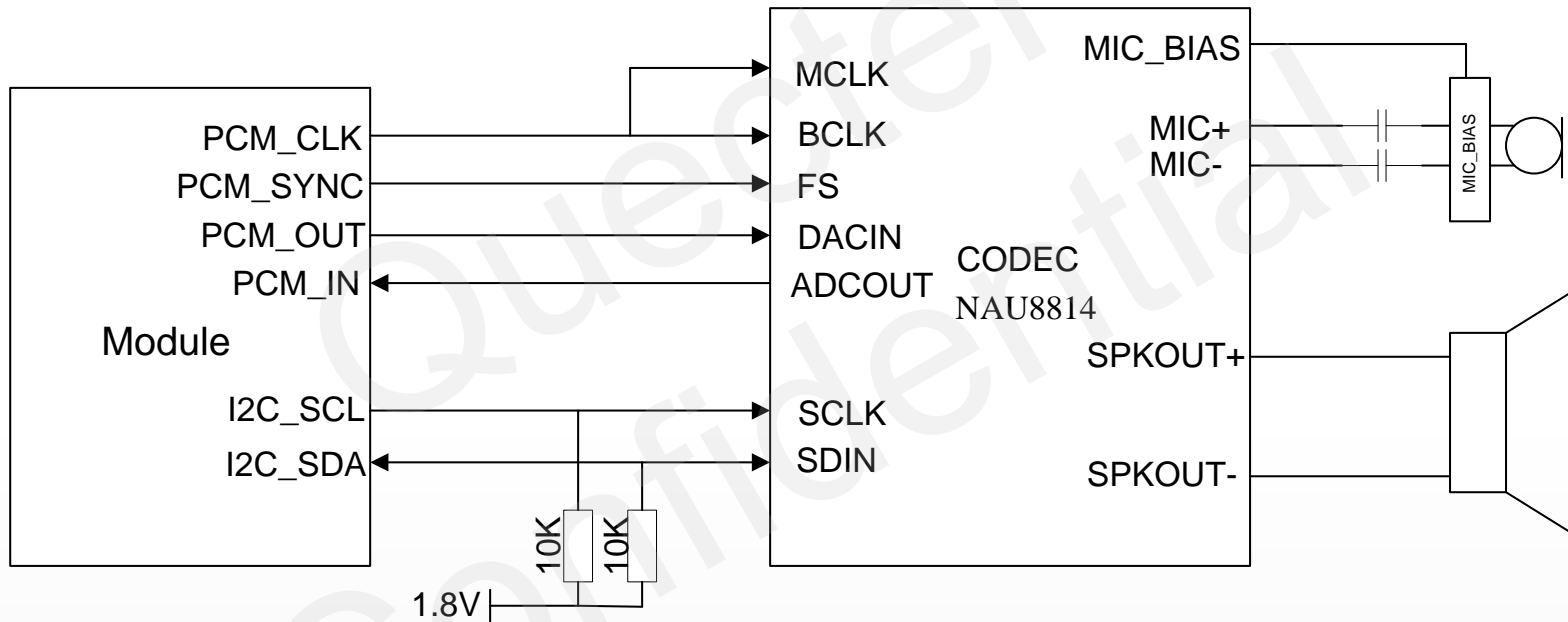 Quectel
Confidential
Module
PCM_CLK
PCM_SYNC
PCM_OUT
PCM_IN
I2C_SCL
I2C_SDA
10K
10K
1.8V
MCLK
BCLK
FS
DACIN
ADCOUT
SCLK
SDIN
CODEC
NAU8814
MIC_BIAS
MIC+
MIC-
SPKOUT+
SPKOUT-
MIC_BIAS